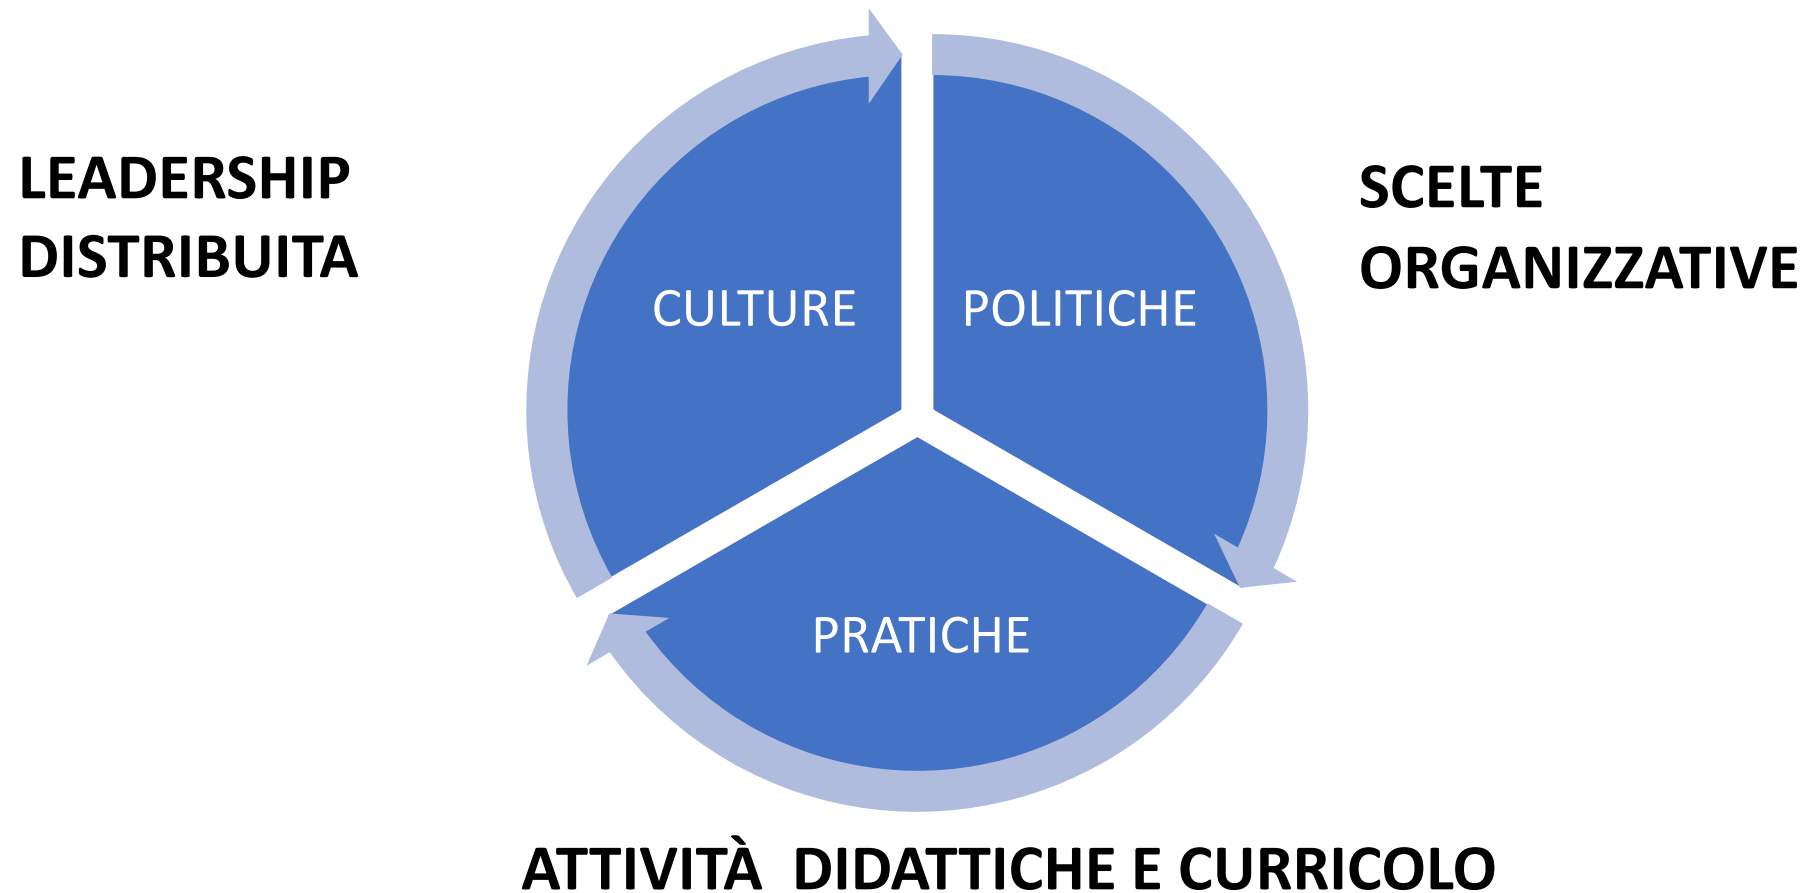 LEADERSHIP
DISTRIBUITA
SCELTE
ORGANIZZATIVE
CULTURE
POLITICHE
PRATICHE
ATTIVITÀ  DIDATTICHE E CURRICOLO